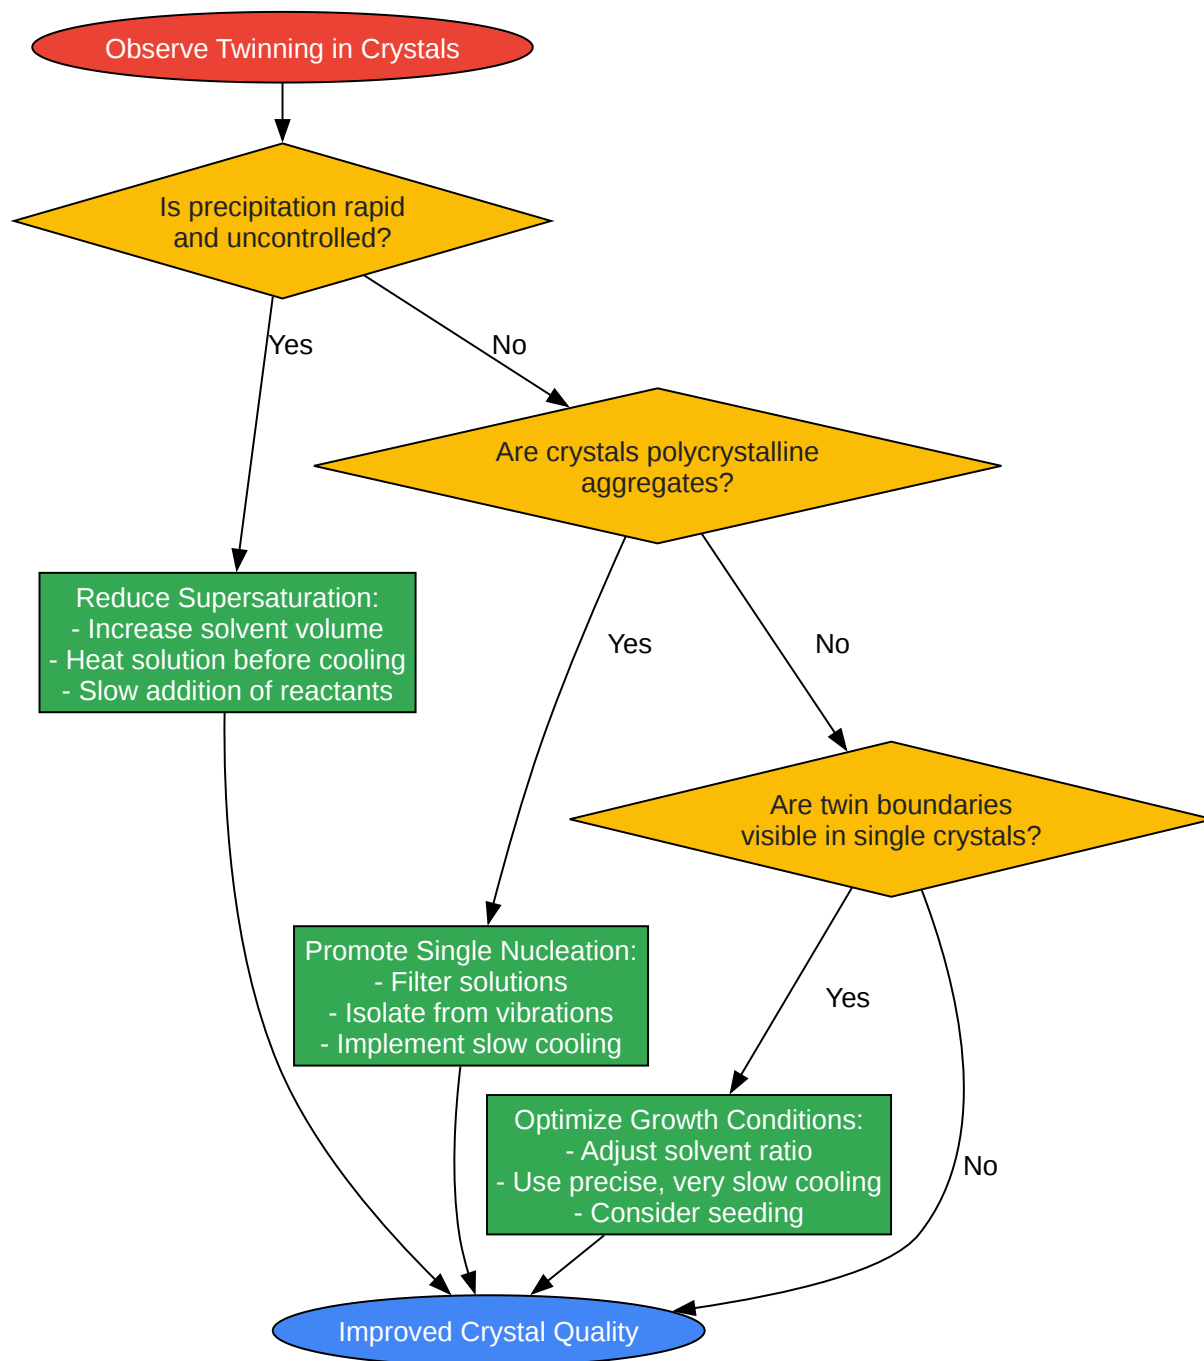 Observe Twinning in Crystals
Is precipitation rapid
and uncontrolled?
Yes
No
Are crystals polycrystalline
aggregates?
Reduce Supersaturation:
- Increase solvent volume
- Heat solution before cooling
- Slow addition of reactants
Yes
No
Are twin boundaries
visible in single crystals?
Promote Single Nucleation:
- Filter solutions
- Isolate from vibrations
- Implement slow cooling
Yes
Optimize Growth Conditions:
- Adjust solvent ratio
- Use precise, very slow cooling
- Consider seeding
No
Improved Crystal Quality